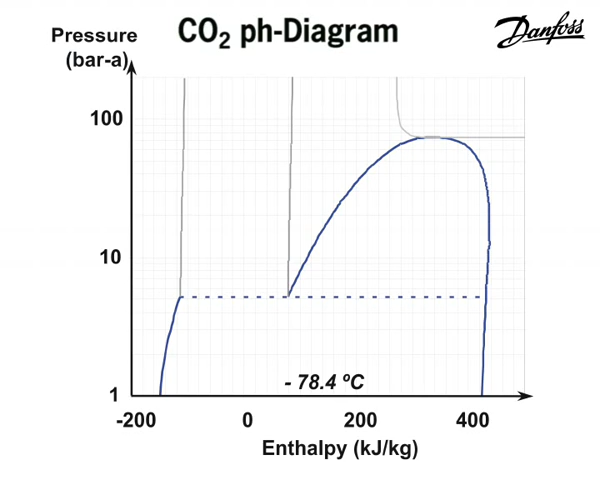 CO₂ ph-Diagram
Danfoss
Pressure
(bar-a)
100
10
1
- 78.4 ºC
-200 0 200 400
Enthalpy (kJ/kg)